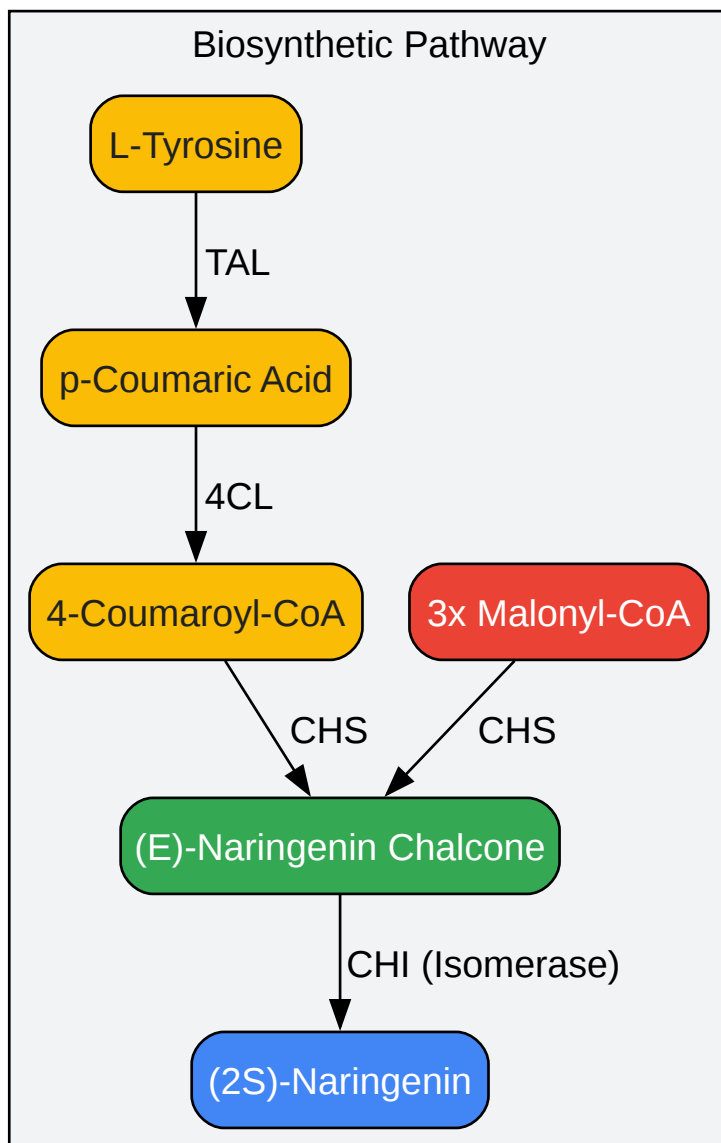 Biosynthetic Pathway
L-Tyrosine
TAL
p-Coumaric Acid
4CL
4-Coumaroyl-CoA
3x Malonyl-CoA
CHS
CHS
(E)-Naringenin Chalcone
CHI (Isomerase)
(2S)-Naringenin